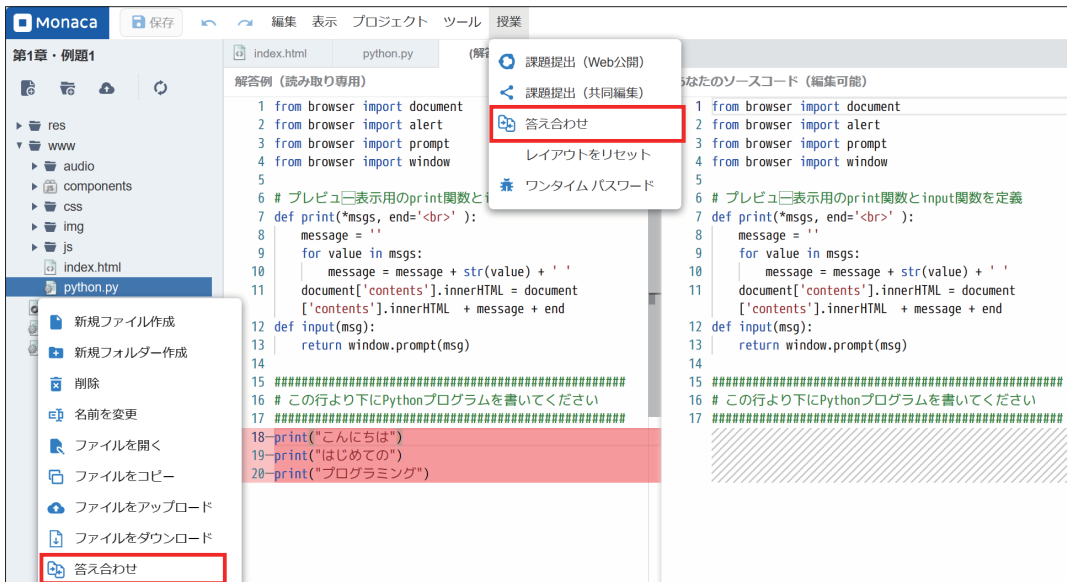 Monaca 保存 編集 表示 プロジェクト ツール 授業
第1章・例題1
index.html python.py (解答
解答例（読み取り専用）
あなたのソースコード（編集可能）
課題提出（Web公開）
課題提出（共同編集）
答え合わせ
レイアウトをリセット
ワンタイム パスワード
res
www
audio
components
css
img
js
index.html
python.py
新規ファイル作成
新規フォルダー作成
削除
名前を変更
ファイルを開く
ファイルをコピー
ファイルをアップロード
ファイルをダウンロード
答え合わせ
1 from browser import document
2 from browser import alert
3 from browser import prompt
4 from browser import window
5
6 # プレビュー表示用のprint関数とi
7 def print(*msgs, end='<br>' ):
8 message = ''
9 for value in msgs:
10 message = message + str(value) + ' '
11 document['contents'].innerHTML = document
['contents'].innerHTML + message + end
12 def input(msg):
13 return window.prompt(msg)
14
15 ####################################################
16 # この行より下にPythonプログラムを書いてください
17 ####################################################
18 print("こんにちは")
19 print("はじめての")
20 print("プログラミング")
1 from browser import document
2 from browser import alert
3 from browser import prompt
4 from browser import window
5
6 # プレビュー表示用のprint関数とinput関数を定義
7 def print(*msgs, end='<br>' ):
8 message = ''
9 for value in msgs:
10 message = message + str(value) + ' '
11 document['contents'].innerHTML = document
['contents'].innerHTML + message + end
12 def input(msg):
13 return window.prompt(msg)
14
15 ####################################################
16 # この行より下にPythonプログラムを書いてください
17 ####################################################